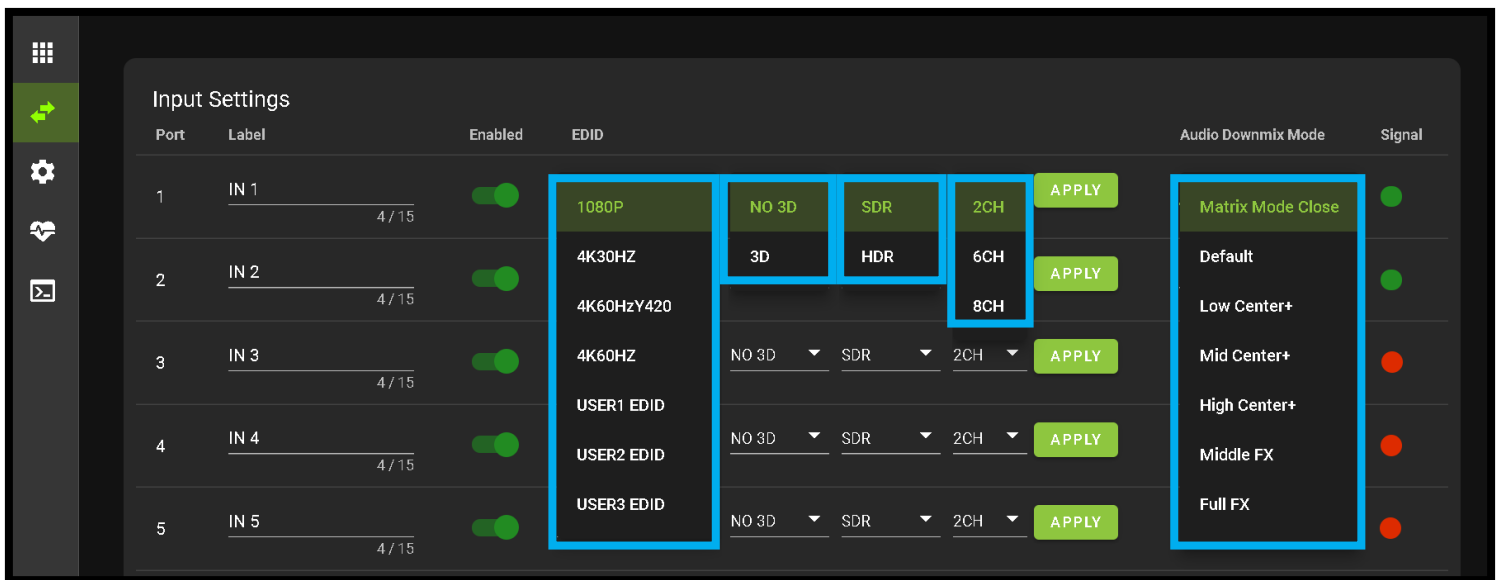 Input Settings
Port Label Enabled EDID Audio Downmix Mode Signal
1 IN 1 4 / 15 1080P NO 3D SDR 2CH APPLY Matrix Mode Close
4K30HZ 3D HDR 6CH Default
2 IN 2 4 / 15 4K60HzY420 8CH APPLY Low Center+
3 IN 3 4 / 15 4K60HZ NO 3D SDR 2CH APPLY Mid Center+
USER1 EDID High Center+
4 IN 4 4 / 15 USER2 EDID NO 3D SDR 2CH APPLY Middle FX
USER3 EDID Full FX
5 IN 5 4 / 15 NO 3D SDR 2CH APPLY